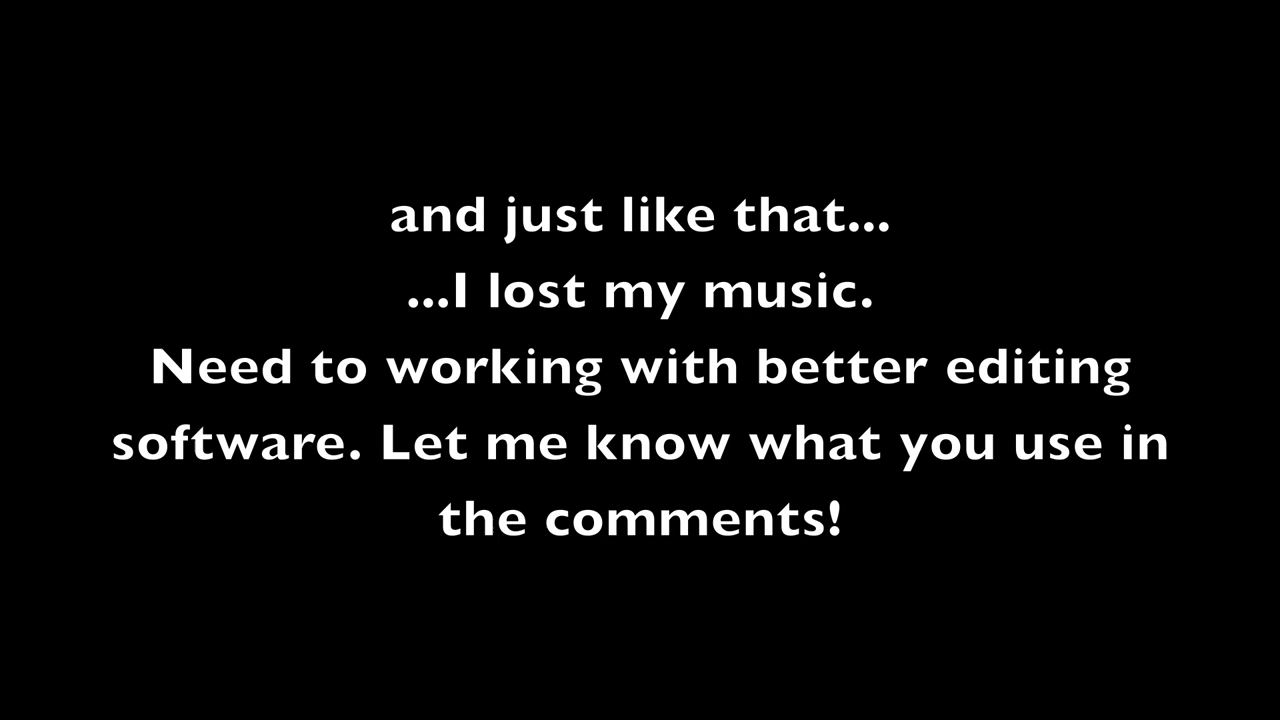 and just like that...
...I lost my music.
Need to working with better editing
software. Let me know what you use in
the comments!